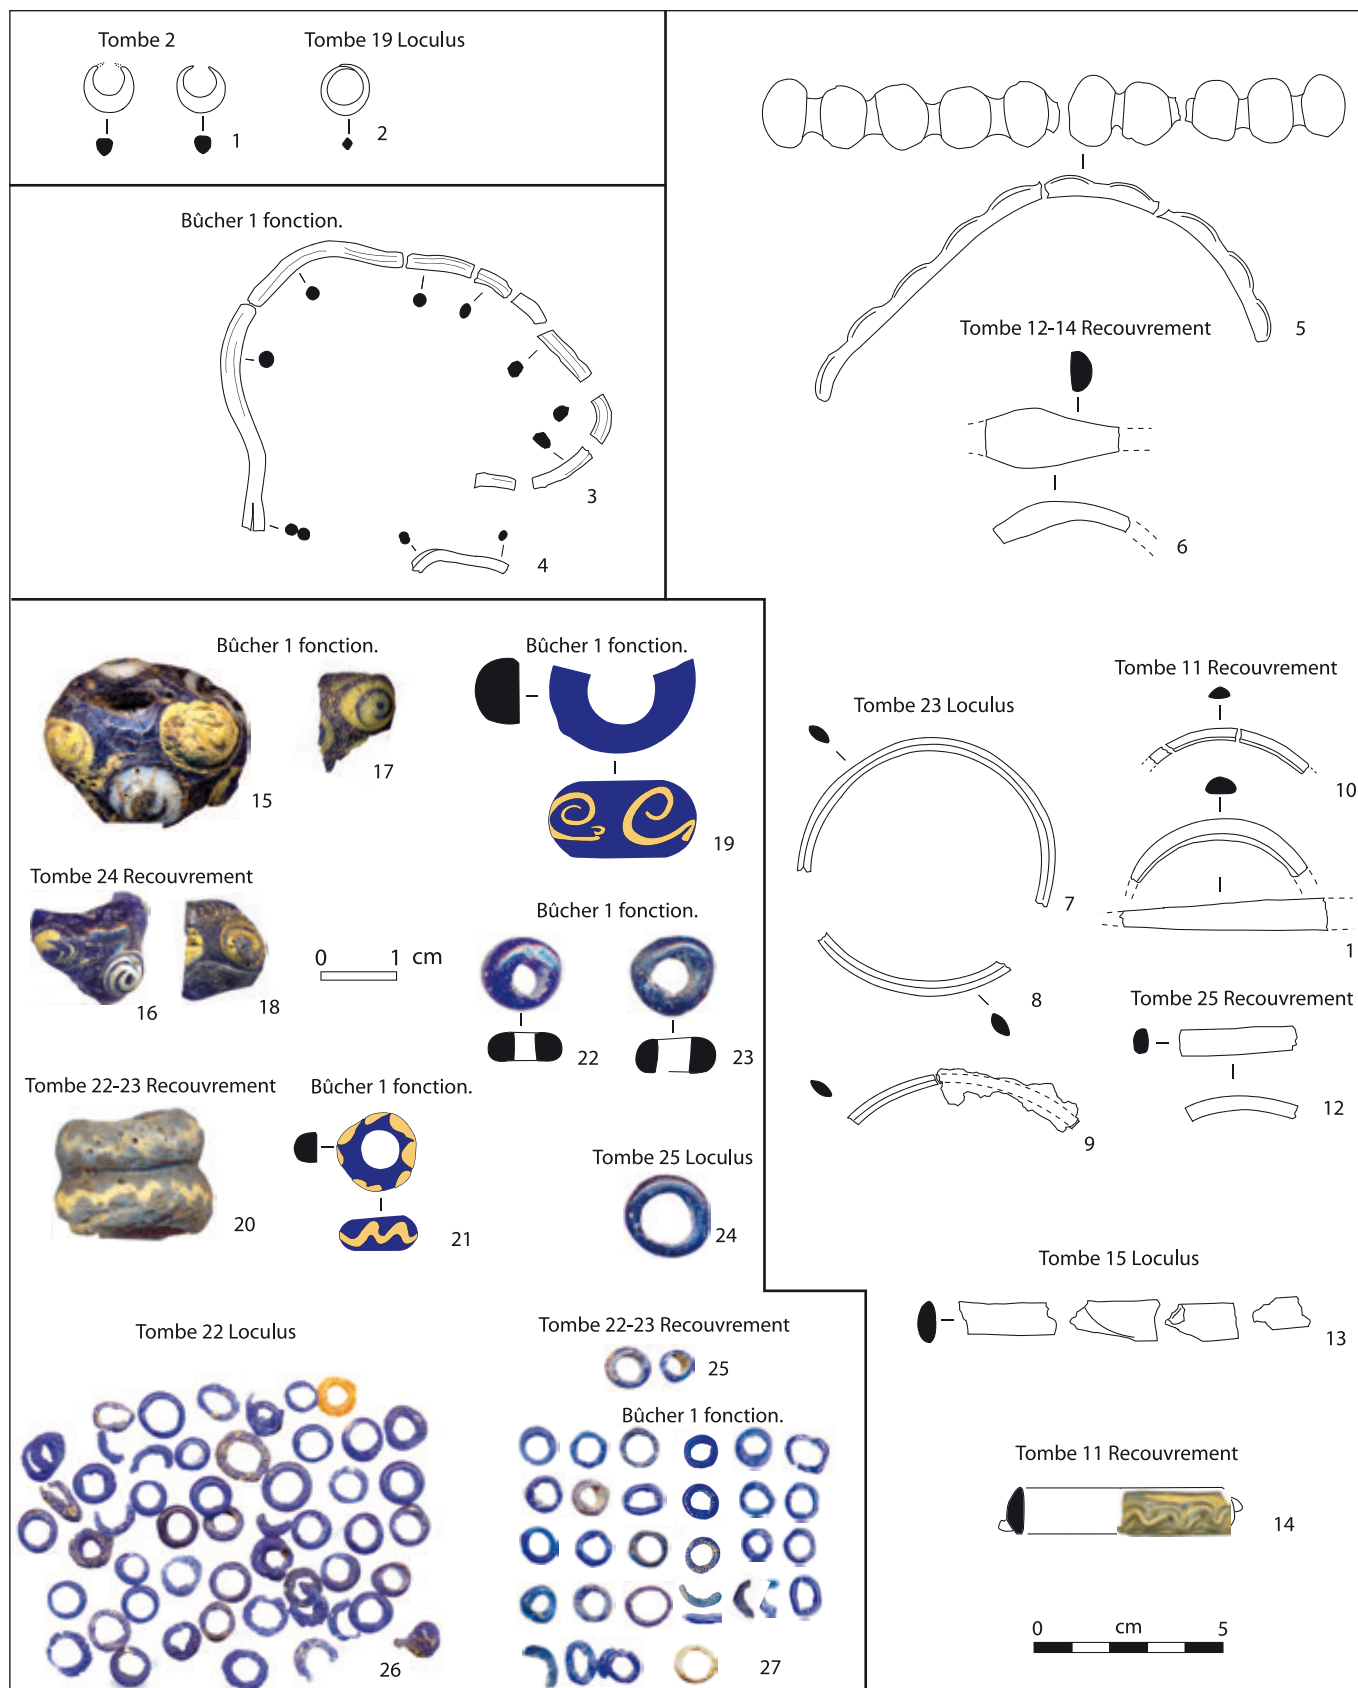 Tombe 2
Tombe 19 Loculus
1
2
Bûcher 1 fonction.
3
4
5
Tombe 12-14 Recouvrement
6
Bûcher 1 fonction.
15
17
Bûcher 1 fonction.
19
Tombe 24 Recouvrement
16
18
0 1 cm
Bûcher 1 fonction.
22
23
Tombe 22-23 Recouvrement
20
Bûcher 1 fonction.
21
Tombe 25 Loculus
24
Tombe 23 Loculus
7
8
9
Tombe 11 Recouvrement
10
1
Tombe 25 Recouvrement
12
Tombe 15 Loculus
13
Tombe 11 Recouvrement
14
0 cm 5
Tombe 22 Loculus
26
Tombe 22-23 Recouvrement
25
Bûcher 1 fonction.
27